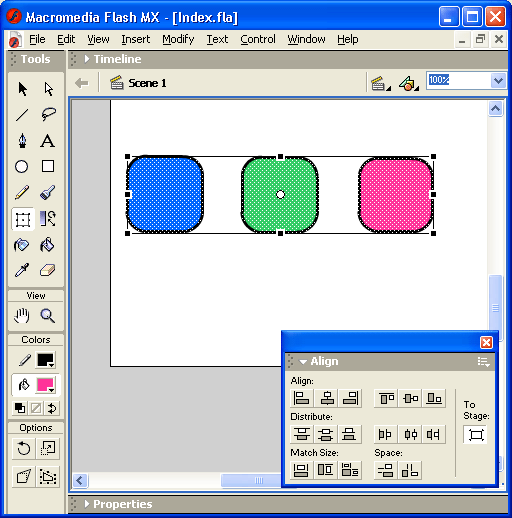 Macromedia Flash MX - [Index.fla]
File Edit View Insert Modify Text Control Window Help
Tools
Timeline
Scene 1
100%
A
View
Colors
Options
Align
Align:
Distribute:
To
Stage:
Match Size:
Space:
Properties